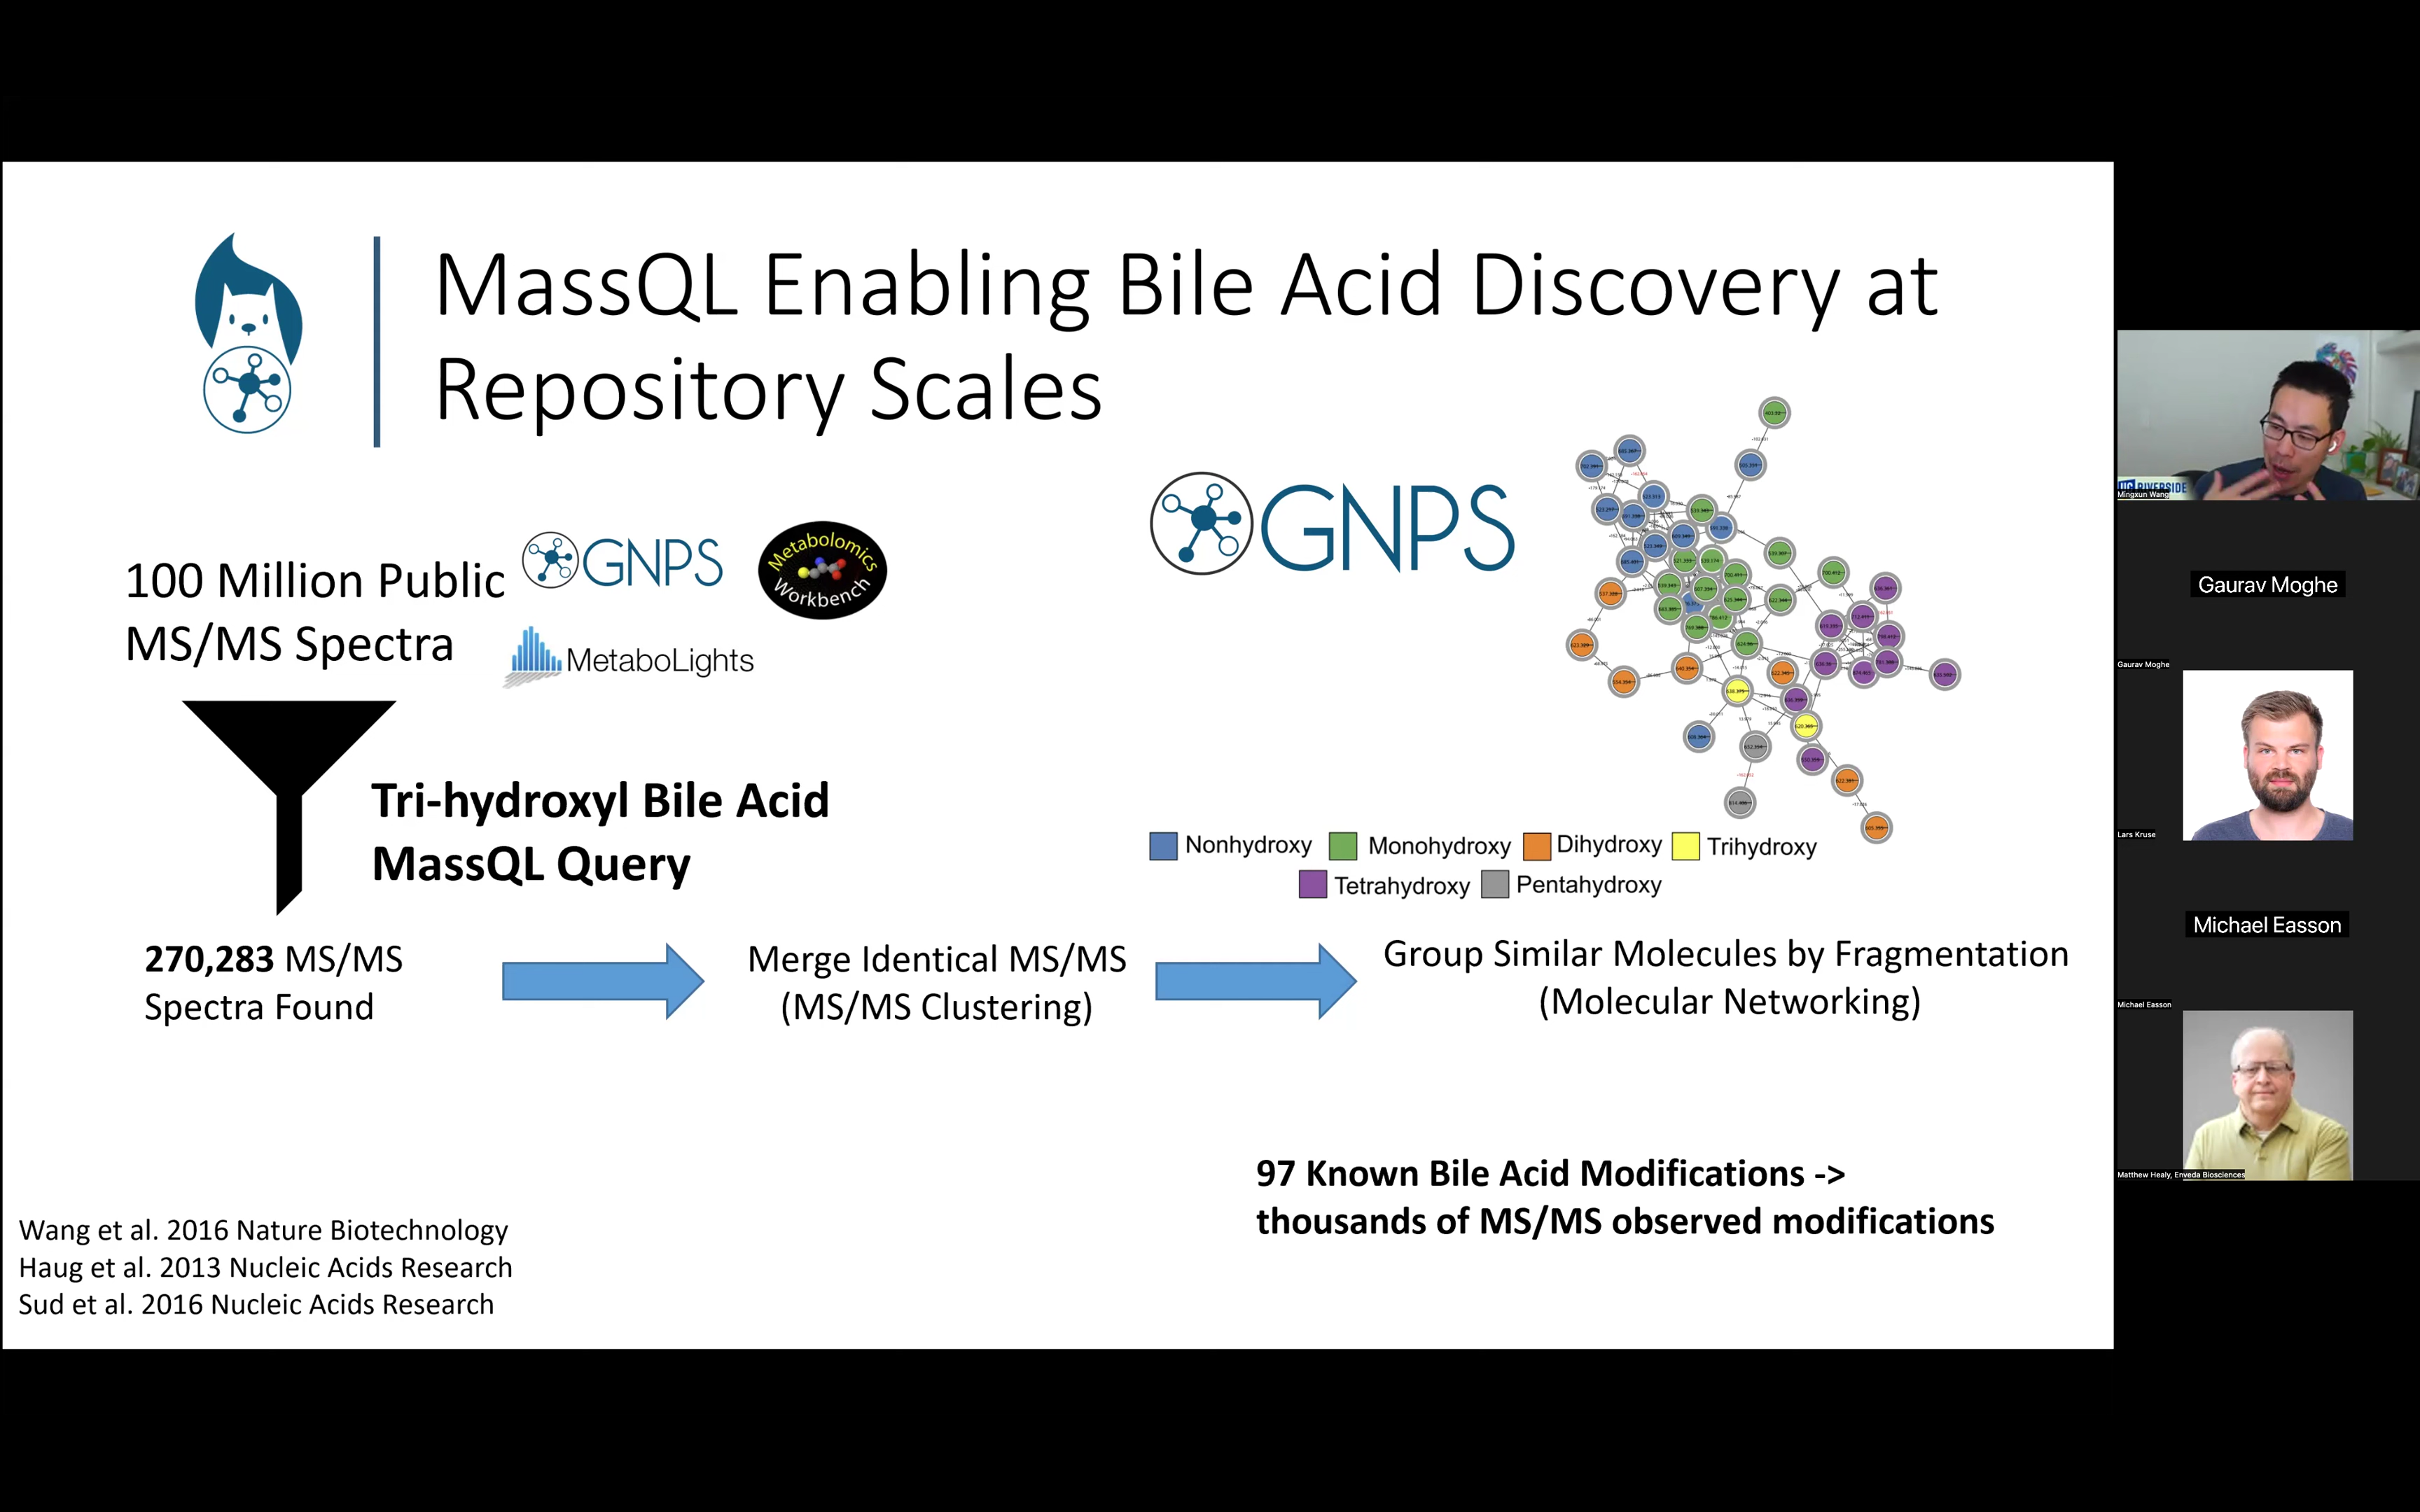 MassQL Enabling Bile Acid Discovery at
Repository Scales
100 Million Public
MS/MS Spectra
GNPS
Metabolomics
Workbench
MetaboLights
GNPS
Tri-hydroxyl Bile Acid
MassQL Query
Nonhydroxy
Monohydroxy
Dihydroxy
Trihydroxy
Tetrahydroxy
Pentahydroxy
270,283 MS/MS
Spectra Found
Merge Identical MS/MS
(MS/MS Clustering)
Group Similar Molecules by Fragmentation
(Molecular Networking)
97 Known Bile Acid Modifications ->
thousands of MS/MS observed modifications
Wang et al. 2016 Nature Biotechnology
Haug et al. 2013 Nucleic Acids Research
Sud et al. 2016 Nucleic Acids Research
RIVERSIDE
Mingxun Wang
Gaurav Moghe
Gaurav Moghe
Lars Kruse
Michael Easson
Michael Easson
Matthew Healy, Enveda Biosciences